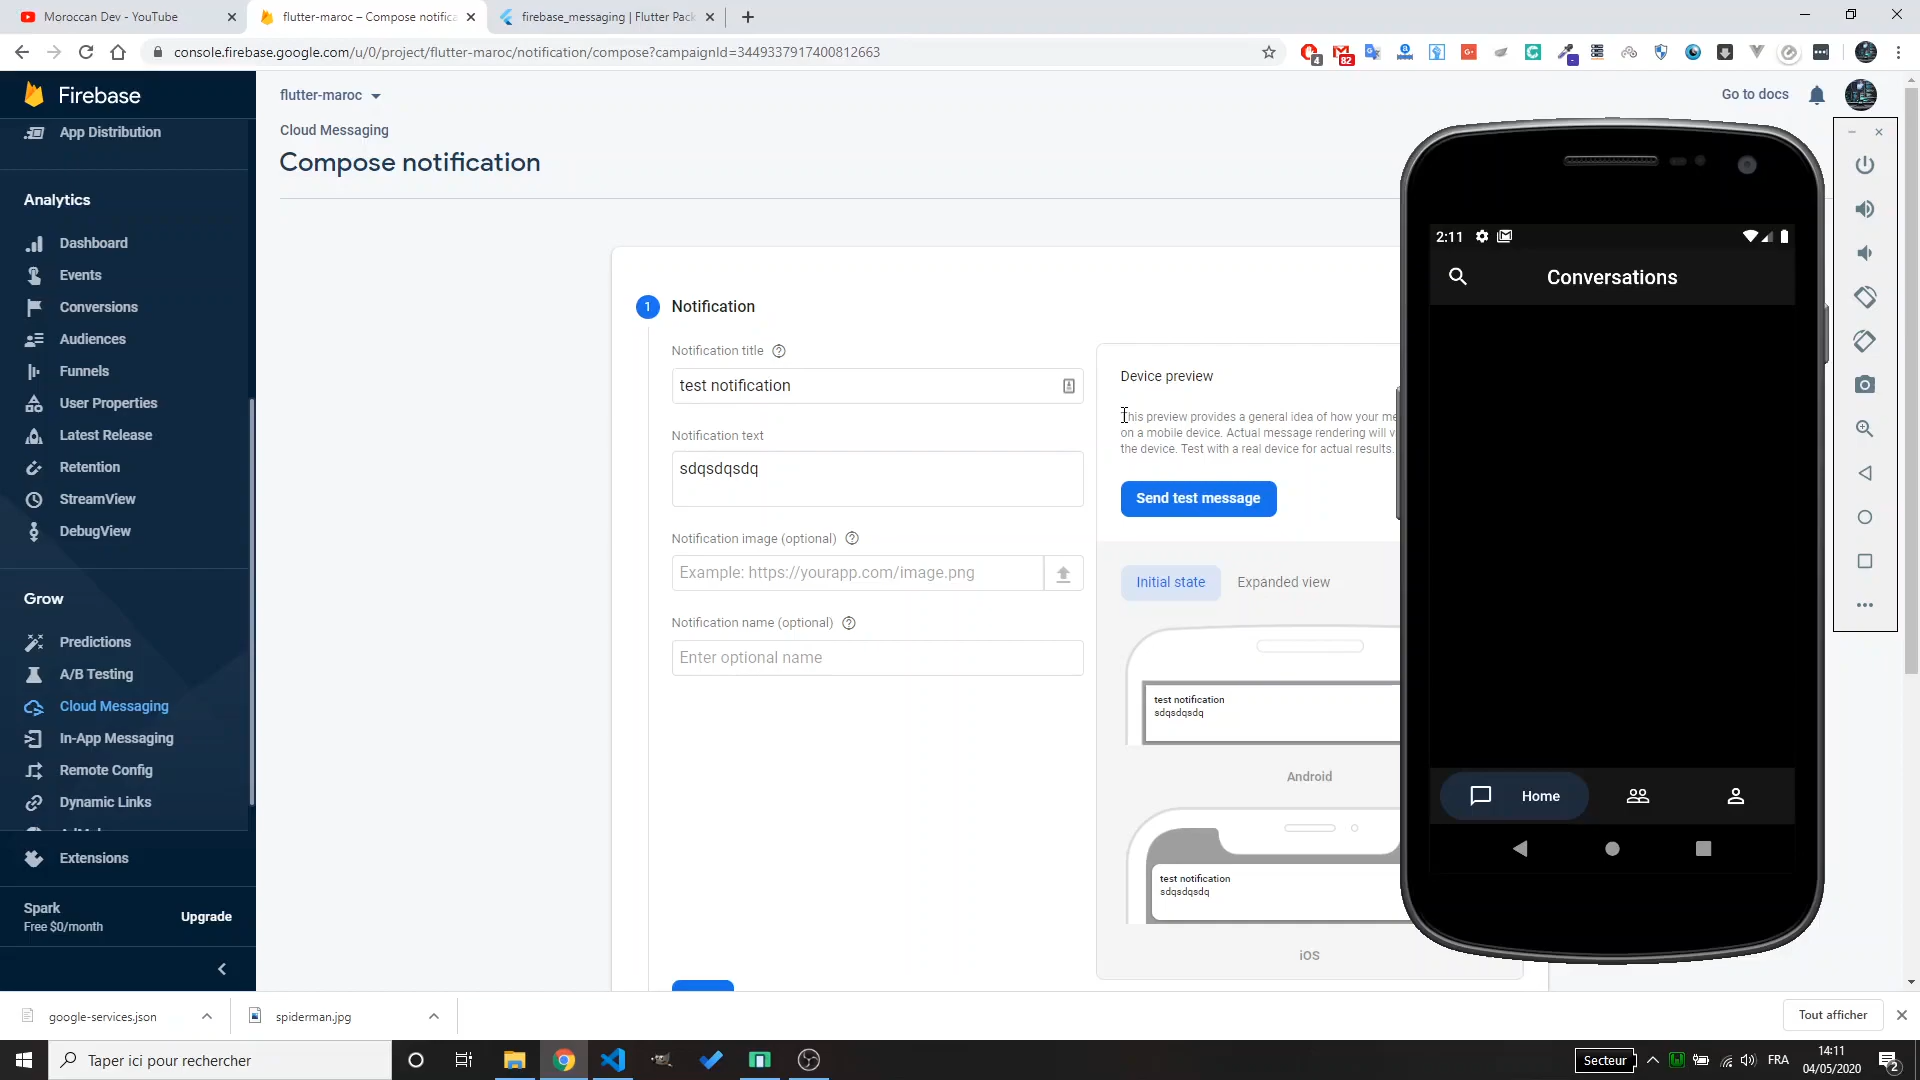 Moroccan Dev - YouTube
flutter-maroc – Compose notifica
firebase_messaging | Flutter Pack
console.firebase.google.com/u/0/project/flutter-maroc/notification/compose?campaignId=3449337917400812663
4
82
Firebase
App Distribution
Analytics
Dashboard
Events
Conversions
Audiences
Funnels
User Properties
Latest Release
Retention
StreamView
DebugView
Grow
Predictions
A/B Testing
Cloud Messaging
In-App Messaging
Remote Config
Dynamic Links
Extensions
Spark
Free $0/month
Upgrade
flutter-maroc
Go to docs
Cloud Messaging
Compose notification
1
Notification
Notification title
test notification
Notification text
sdqsdqsdq
Notification image (optional)
Example: https://yourapp.com/image.png
Notification name (optional)
Enter optional name
Device preview
This preview provides a general idea of how your me
on a mobile device. Actual message rendering will v
the device. Test with a real device for actual results.
Send test message
Initial state
Expanded view
test notification
sdqsdqsdq
Android
test notification
sdqsdqsdq
iOS
2:11
Conversations
Home
google-services.json
spiderman.jpg
Tout afficher
Taper ici pour rechercher
Secteur
FRA
14:11
04/05/2020
2